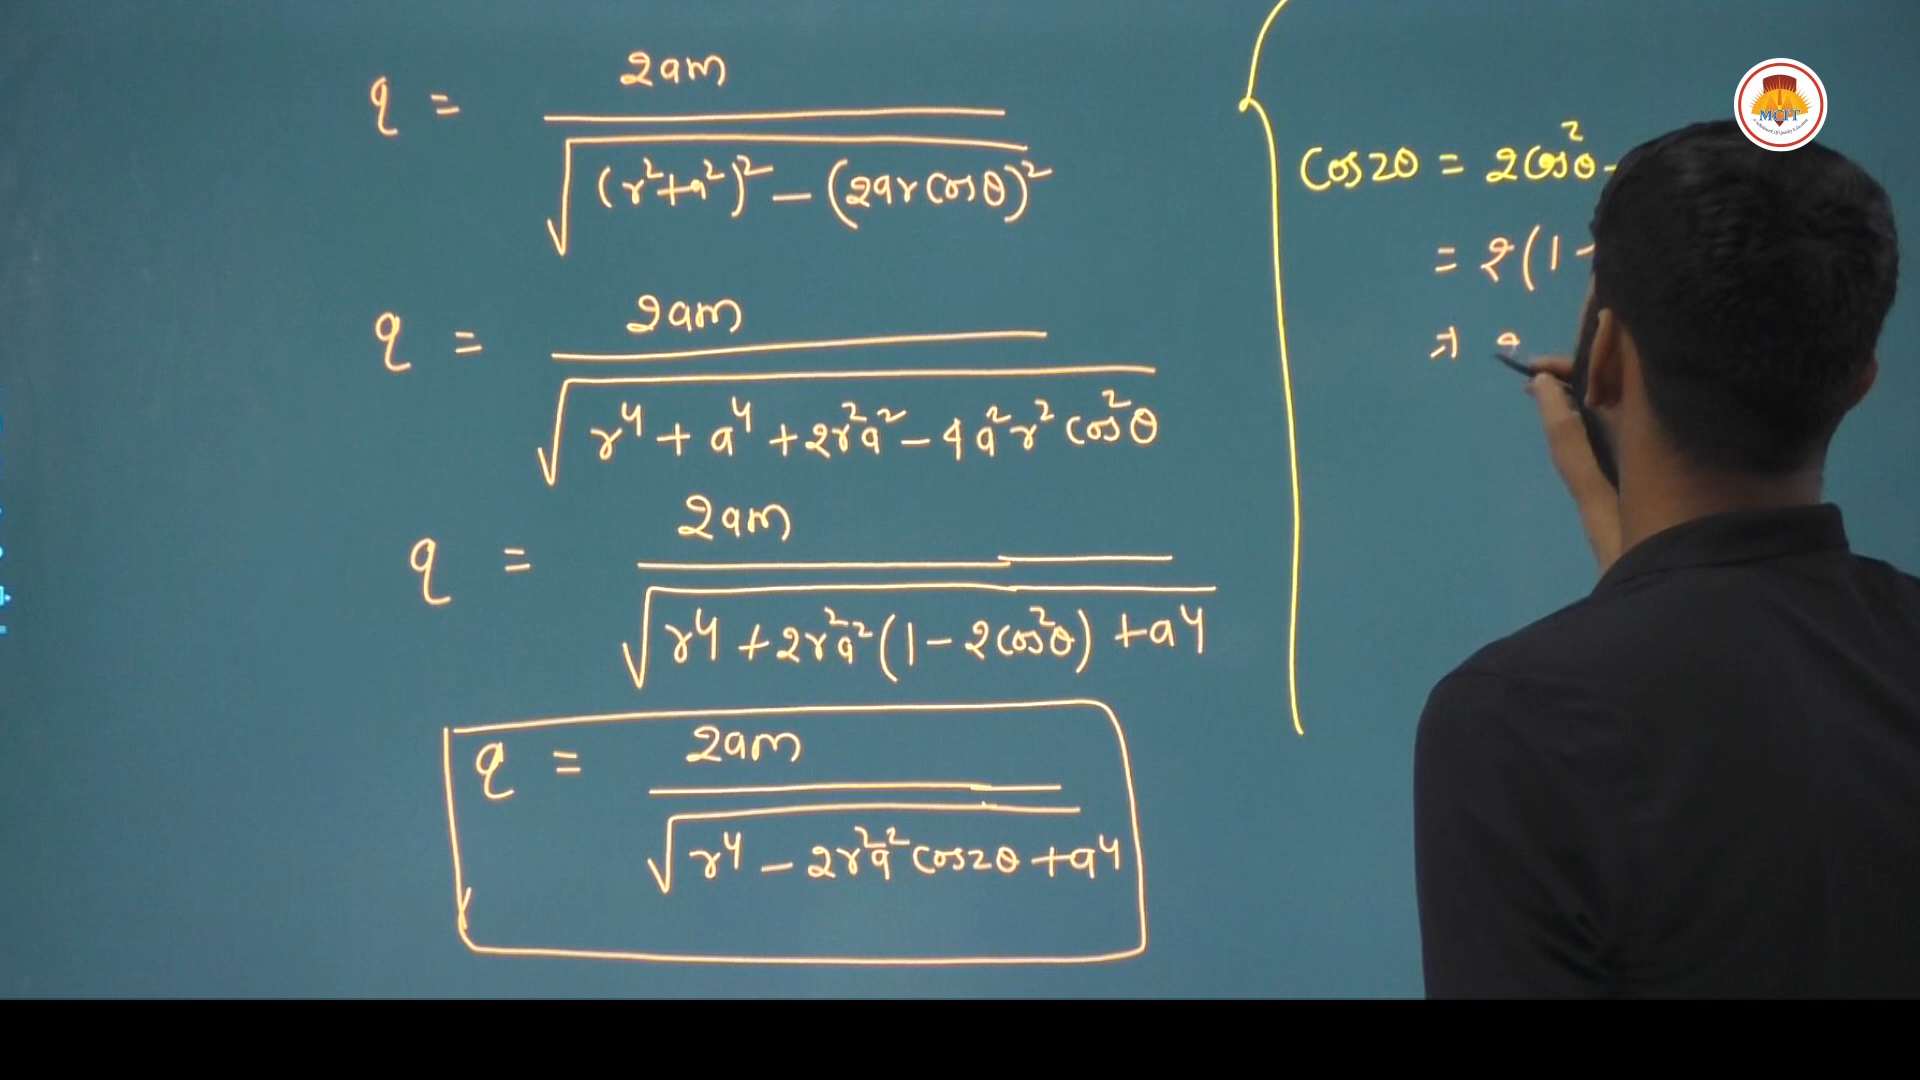 q = 2am / √((r²+a²)² - (2ar cosθ)²)
q = 2am / √(r⁴ + a⁴ + 2r²a² - 4a²r² cos²θ)
q = 2am / √(r⁴ + 2r²a²(1 - 2cos²θ) + a⁴)
q = 2am / √(r⁴ - 2r²a² cos2θ + a⁴)
cos2θ = 2cos²θ -
= 2(1 -
MCPT